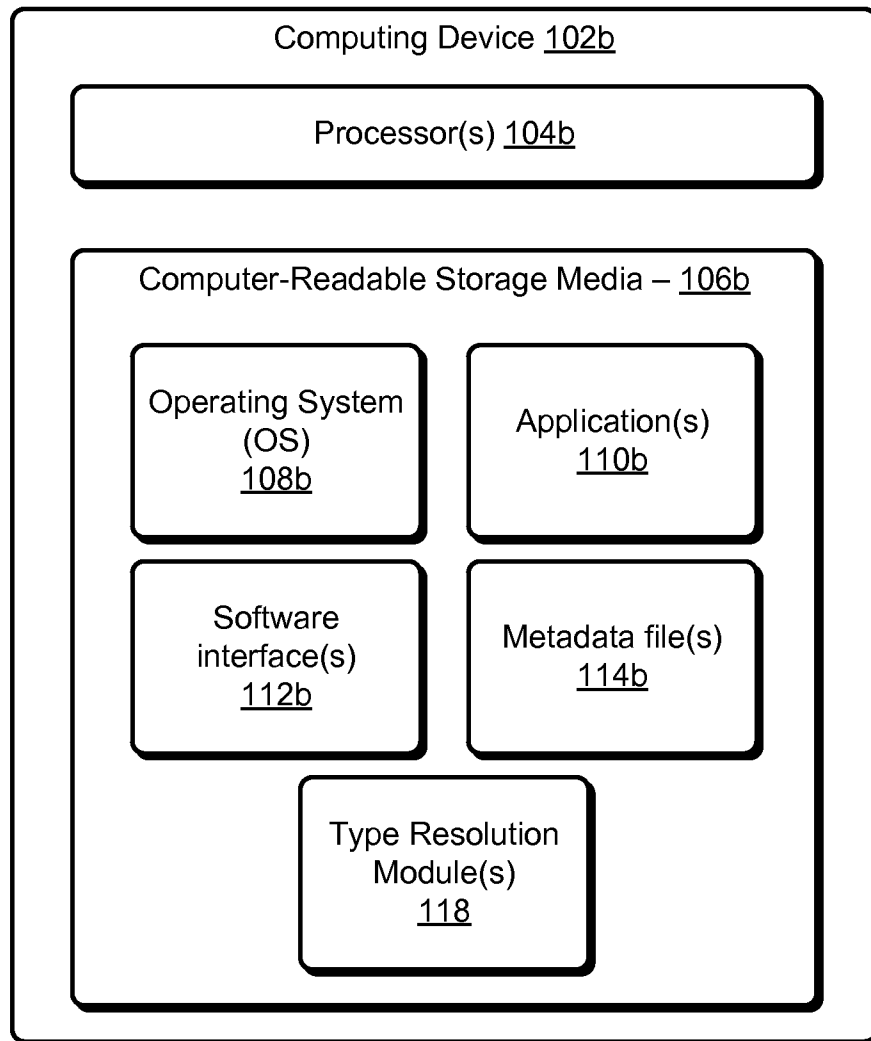 Computing Device 102b
Processor(s) 104b
Computer-Readable Storage Media – 106b
Operating System
(OS)
108b
Application(s)
110b
Software
interface(s)
112b
Metadata file(s)
114b
Type Resolution
Module(s)
118